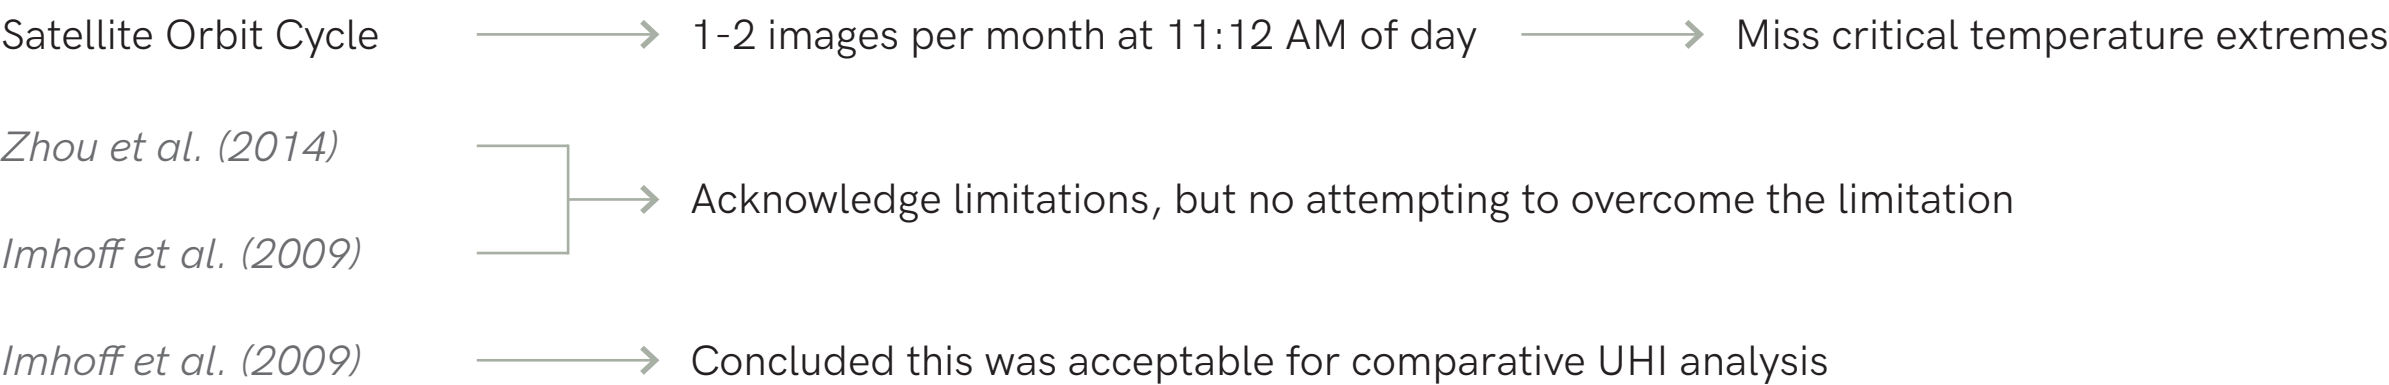 Satellite Orbit Cycle 1-2 images per month at 11:12 AM of day Miss critical temperature extremes
Zhou et al. (2014)
Acknowledge limitations, but no attempting to overcome the limitation
Imhoff et al. (2009)
Imhoff et al. (2009) Concluded this was acceptable for comparative UHI analysis